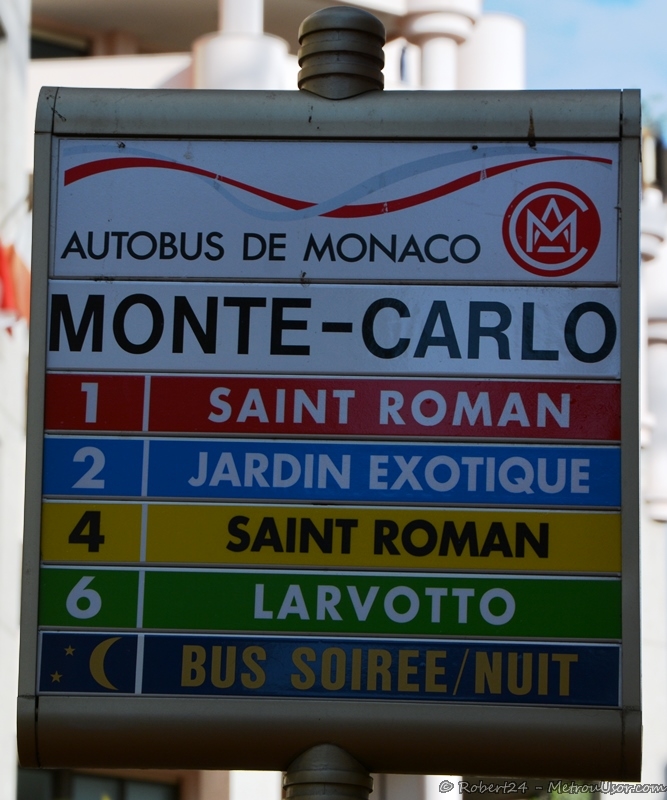 AUTOBUS DE MONACO
MONTE-CARLO
1 SAINT ROMAN
2 JARDIN EXOTIQUE
4 SAINT ROMAN
6 LARVOTTO
BUS SOIREE/NUIT
© Robert24 - MetrouUsor.com